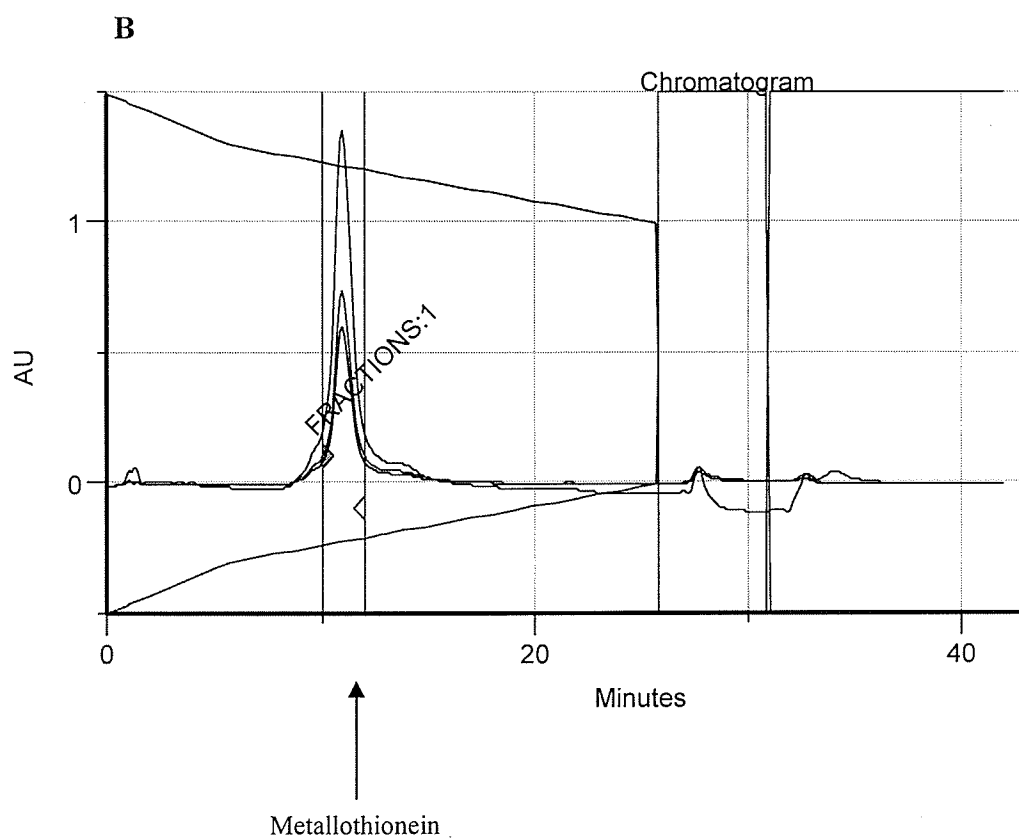 B
Chromatogram
1
FRACTIONS:1
AU
0
0
20
40
Minutes
Metallothionein